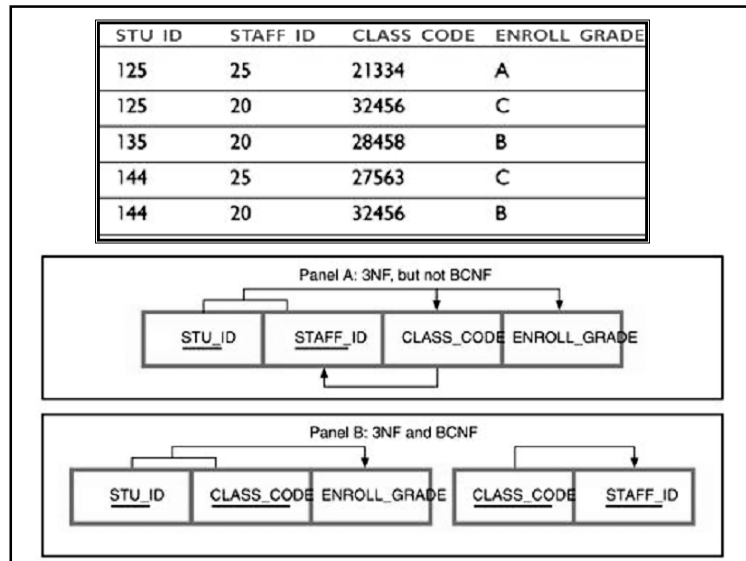 STU ID STAFF ID CLASS CODE ENROLL GRADE
125 25 21334 A
125 20 32456 C
135 20 28458 B
144 25 27563 C
144 20 32456 B
Panel A: 3NF, but not BCNF
STU_ID STAFF_ID CLASS_CODE ENROLL_GRADE
Panel B: 3NF and BCNF
STU_ID CLASS_CODE ENROLL_GRADE CLASS_CODE STAFF_ID